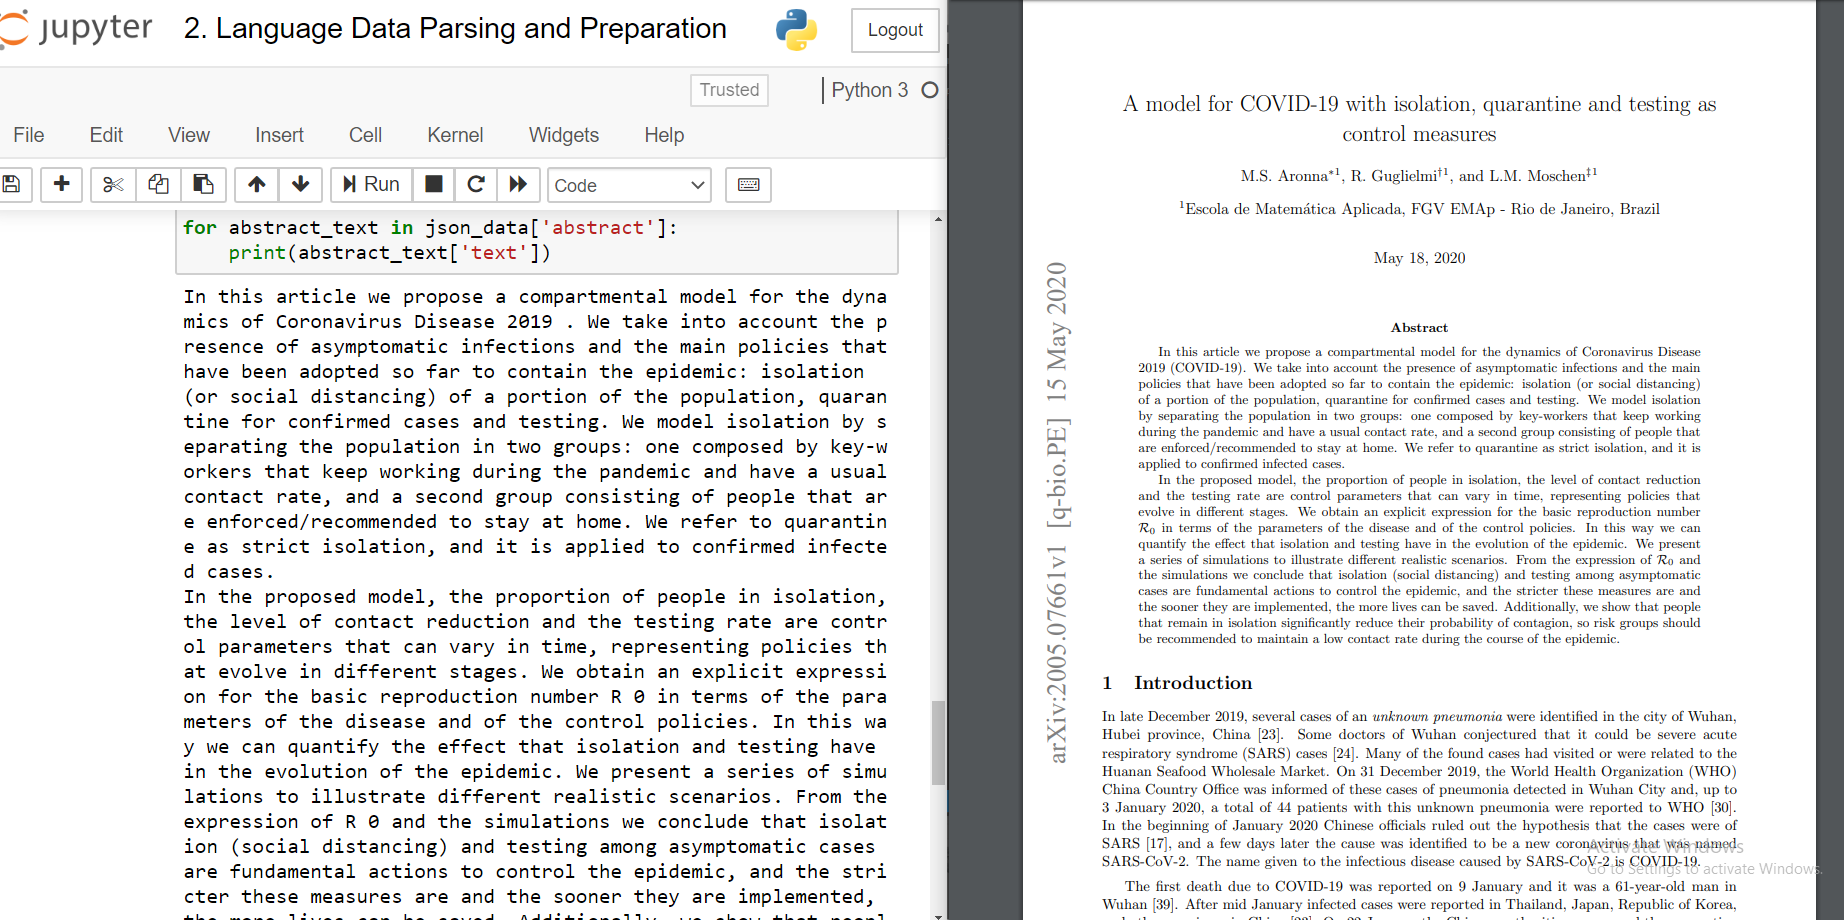 jupyter 2. Language Data Parsing and Preparation Logout
Trusted Python 3
File Edit View Insert Cell Kernel Widgets Help
Run Code
for abstract_text in json_data['abstract']:
print(abstract_text['text'])
In this article we propose a compartmental model for the dyna
mics of Coronavirus Disease 2019 . We take into account the p
resence of asymptomatic infections and the main policies that
have been adopted so far to contain the epidemic: isolation
(or social distancing) of a portion of the population, quaran
tine for confirmed cases and testing. We model isolation by s
eparating the population in two groups: one composed by key-w
orkers that keep working during the pandemic and have a usual
contact rate, and a second group consisting of people that ar
e enforced/recommended to stay at home. We refer to quarantin
e as strict isolation, and it is applied to confirmed infecte
d cases.
In the proposed model, the proportion of people in isolation,
the level of contact reduction and the testing rate are contr
ol parameters that can vary in time, representing policies th
at evolve in different stages. We obtain an explicit expressi
on for the basic reproduction number R 0 in terms of the para
meters of the disease and of the control policies. In this wa
y we can quantify the effect that isolation and testing have
in the evolution of the epidemic. We present a series of simu
lations to illustrate different realistic scenarios. From the
expression of R 0 and the simulations we conclude that isolat
ion (social distancing) and testing among asymptomatic cases
are fundamental actions to control the epidemic, and the stri
cter these measures are and the sooner they are implemented,
the more lives can be saved. Additionally, we show that peopl
arXiv:2005.07661v1 [q-bio.PE] 15 May 2020
A model for COVID-19 with isolation, quarantine and testing as
control measures
M.S. Aronna*1, R. Guglielmi†1, and L.M. Moschen‡1
1Escola de Matemática Aplicada, FGV EMAp - Rio de Janeiro, Brazil
May 18, 2020
Abstract
In this article we propose a compartmental model for the dynamics of Coronavirus Disease
2019 (COVID-19). We take into account the presence of asymptomatic infections and the main
policies that have been adopted so far to contain the epidemic: isolation (or social distancing)
of a portion of the population, quarantine for confirmed cases and testing. We model isolation
by separating the population in two groups: one composed by key-workers that keep working
during the pandemic and have a usual contact rate, and a second group consisting of people that
are enforced/recommended to stay at home. We refer to quarantine as strict isolation, and it is
applied to confirmed infected cases.
In the proposed model, the proportion of people in isolation, the level of contact reduction
and the testing rate are control parameters that can vary in time, representing policies that
evolve in different stages. We obtain an explicit expression for the basic reproduction number
R0 in terms of the parameters of the disease and of the control policies. In this way we can
quantify the effect that isolation and testing have in the evolution of the epidemic. We present
a series of simulations to illustrate different realistic scenarios. From the expression of R0 and
the simulations we conclude that isolation (social distancing) and testing among asymptomatic
cases are fundamental actions to control the epidemic, and the stricter these measures are and
the sooner they are implemented, the more lives can be saved. Additionally, we show that people
that remain in isolation significantly reduce their probability of contagion, so risk groups should
be recommended to maintain a low contact rate during the course of the epidemic.
1 Introduction
In late December 2019, several cases of an unknown pneumonia were identified in the city of Wuhan,
Hubei province, China [23]. Some doctors of Wuhan conjectured that it could be severe acute
respiratory syndrome (SARS) cases [24]. Many of the found cases had visited or were related to the
Huanan Seafood Wholesale Market. On 31 December 2019, the World Health Organization (WHO)
China Country Office was informed of these cases of pneumonia detected in Wuhan City and, up to
3 January 2020, a total of 44 patients with this unknown pneumonia were reported to WHO [30].
In the beginning of January 2020 Chinese officials ruled out the hypothesis that the cases were of
SARS [17], and a few days later the cause was identified to be a new coronavirus that was named
SARS-CoV-2. The name given to the infectious disease caused by SARS-CoV-2 is COVID-19.
The first death due to COVID-19 was reported on 9 January and it was a 61-year-old man in
Wuhan [39]. After mid January infected cases were reported in Thailand, Japan, Republic of Korea,
Activate Windows
Go to Settings to activate Windows.